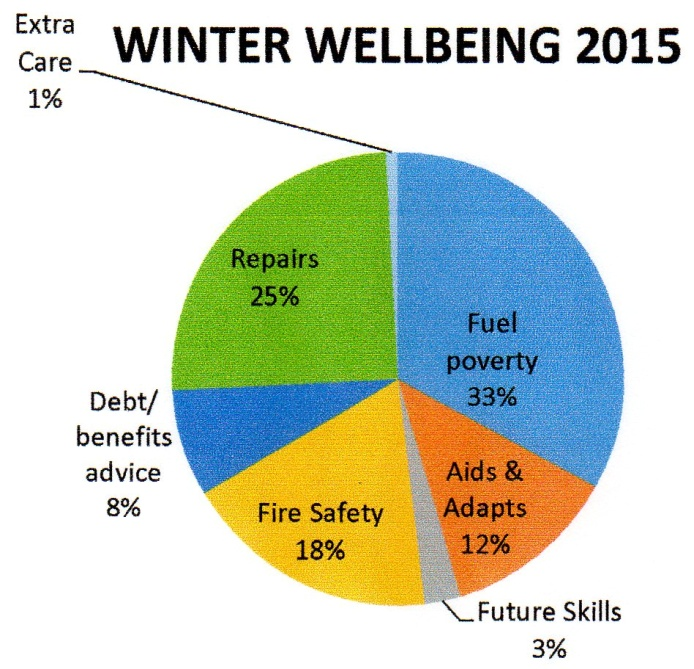 WINTER WELLBEING 2015
Extra
Care
1%
Repairs
25%
Fuel
poverty
33%
Debt/
benefits
advice
8%
Aids &
Adapts
12%
Fire Safety
18%
Future Skills
3%